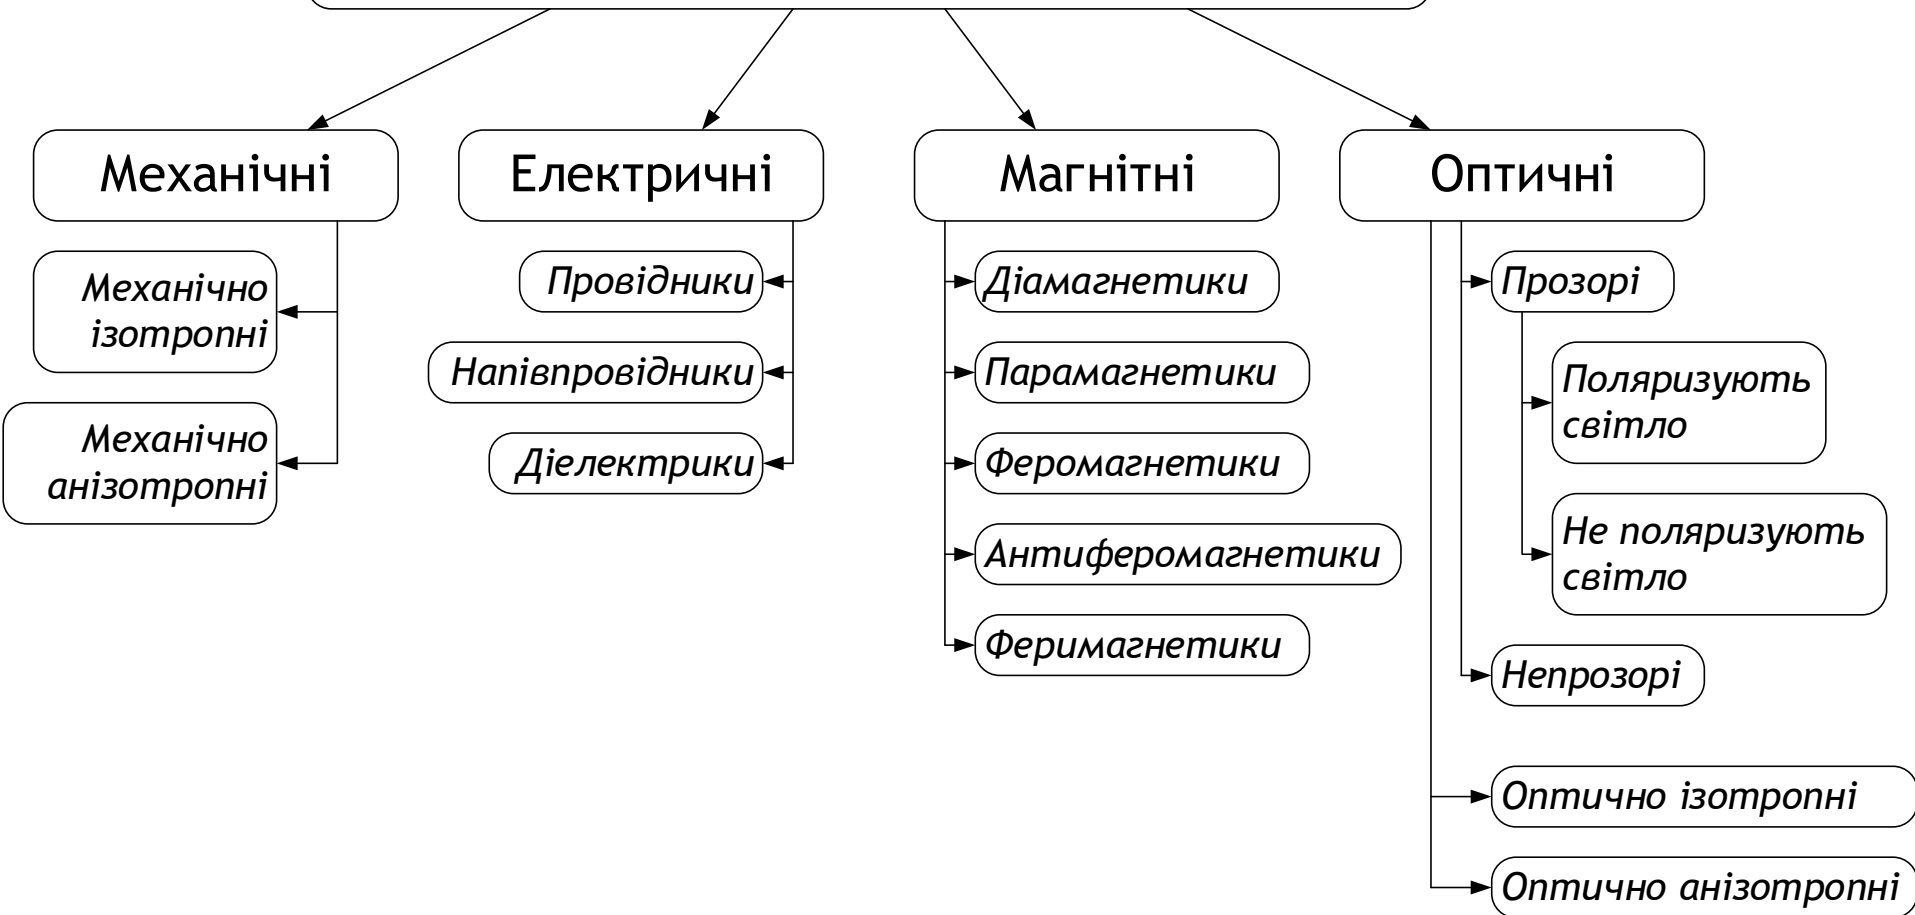 Механічні
Механічно
ізотропні
Механічно
анізотропні
Електричні
Провідники
Напівпровідники
Діелектрики
Магнітні
Діамагнетики
Парамагнетики
Феромагнетики
Антиферомагнетики
Феримагнетики
Оптичні
Прозорі
Поляризують
світло
Не поляризують
світло
Непрозорі
Оптично ізотропні
Оптично анізотропні